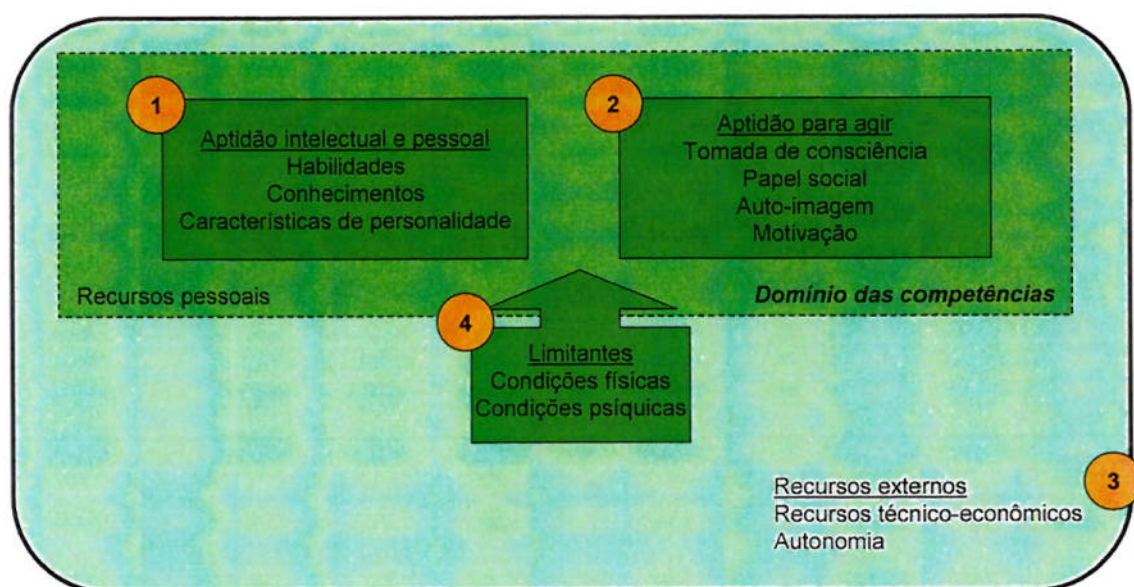 1
Aptidão intelectual e pessoal
Habilidades
Conhecimentos
Características de personalidade
2
Aptidão para agir
Tomada de consciência
Papel social
Auto-imagem
Motivação
Recursos pessoais
Domínio das competências
4
Limitantes
Condições físicas
Condições psíquicas
3
Recursos externos
Recursos técnico-econômicos
Autonomia